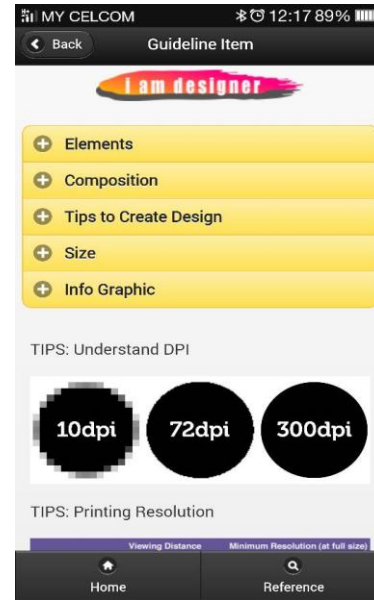 MY CELCOM 12:17 89%
Back Guideline Item
i am designer
Elements
Composition
Tips to Create Design
Size
Info Graphic
TIPS: Understand DPI
10dpi 72dpi 300dpi
TIPS: Printing Resolution
Viewing Distance Minimum Resolution (at full size)
Home Reference